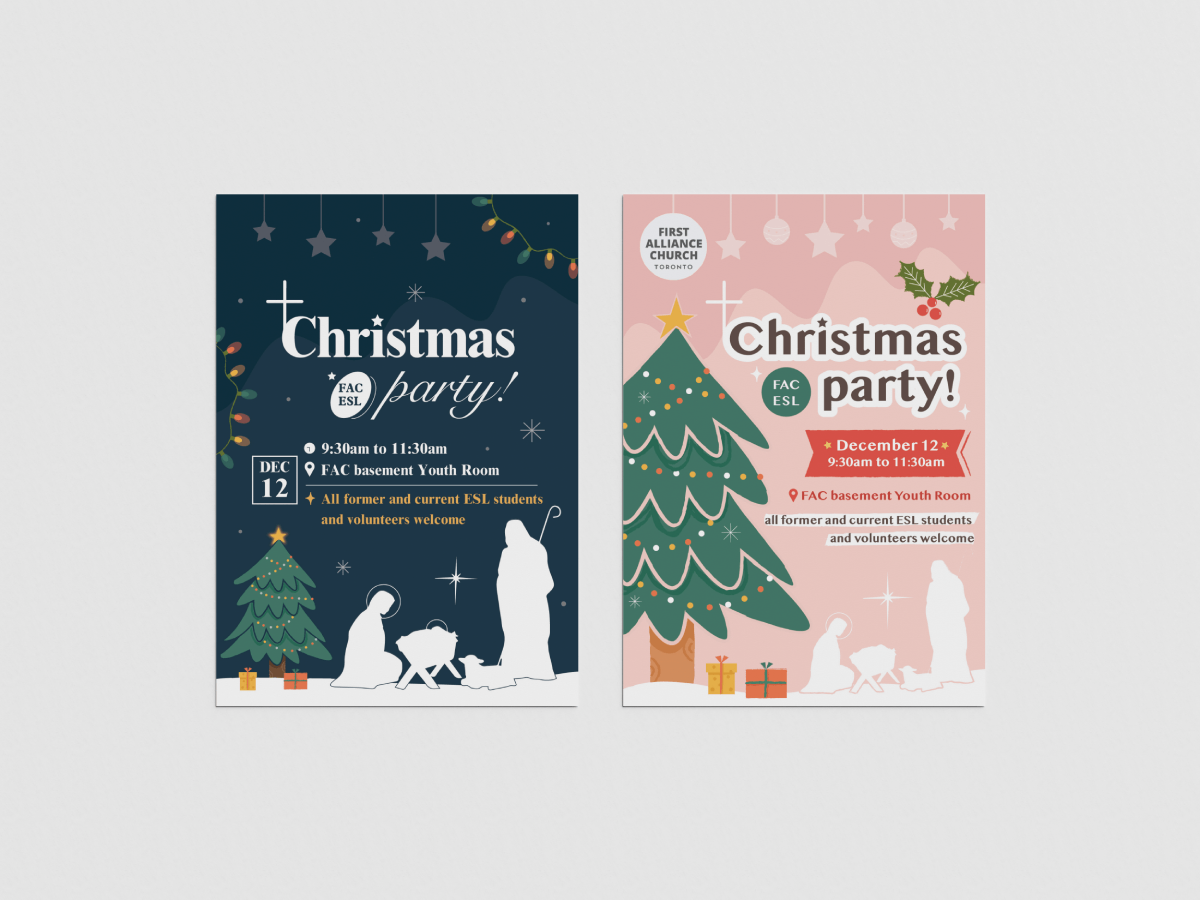 Christmas
FAC
ESL
party!
9:30am to 11:30am
DEC
12
FAC basement Youth Room
All former and current ESL students
and volunteers welcome
FIRST
ALLIANCE
CHURCH
TORONTO
Christmas
FAC
ESL
party!
December 12
9:30am to 11:30am
FAC basement Youth Room
all former and current ESL students
and volunteers welcome